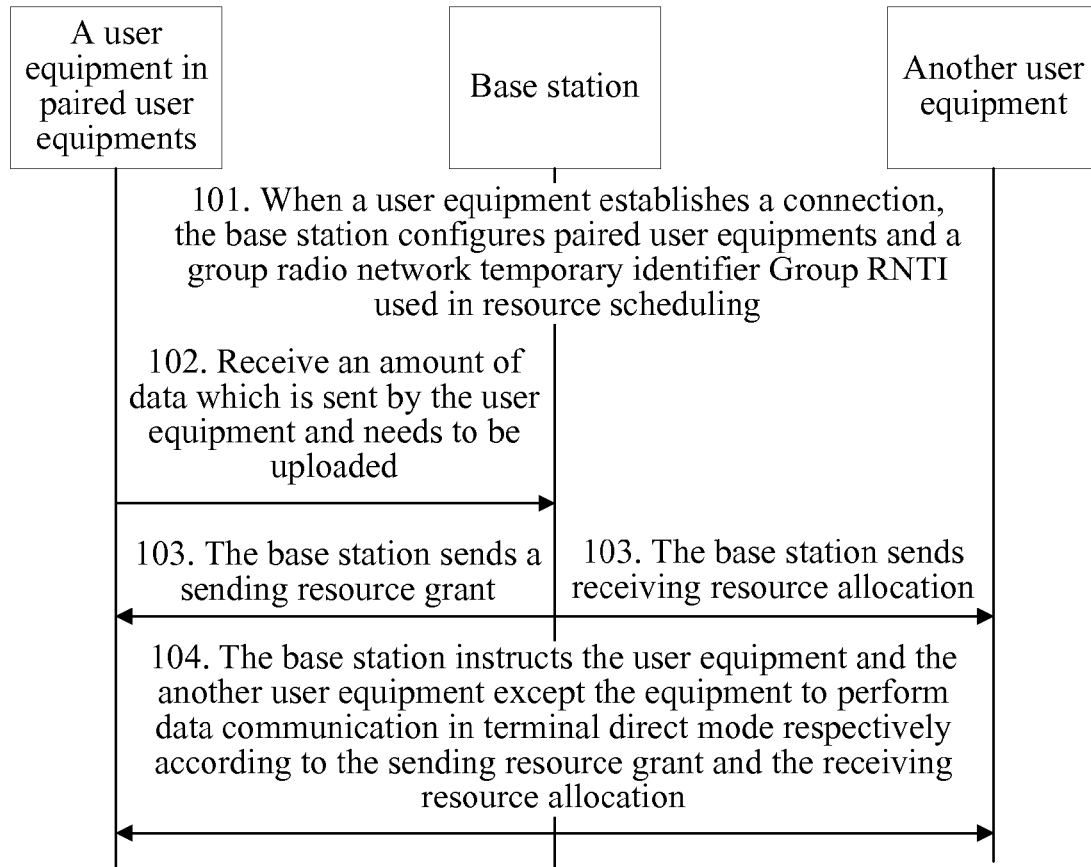 A user
equipment in
paired user
equipments
Base station
Another user
equipment
101. When a user equipment establishes a connection,
the base station configures paired user equipments and a
group radio network temporary identifier Group RNTI
used in resource scheduling
102. Receive an amount of
data which is sent by the user
equipment and needs to be
uploaded
103. The base station sends a
sending resource grant
103. The base station sends
receiving resource allocation
104. The base station instructs the user equipment and the
another user equipment except the equipment to perform
data communication in terminal direct mode respectively
according to the sending resource grant and the receiving
resource allocation